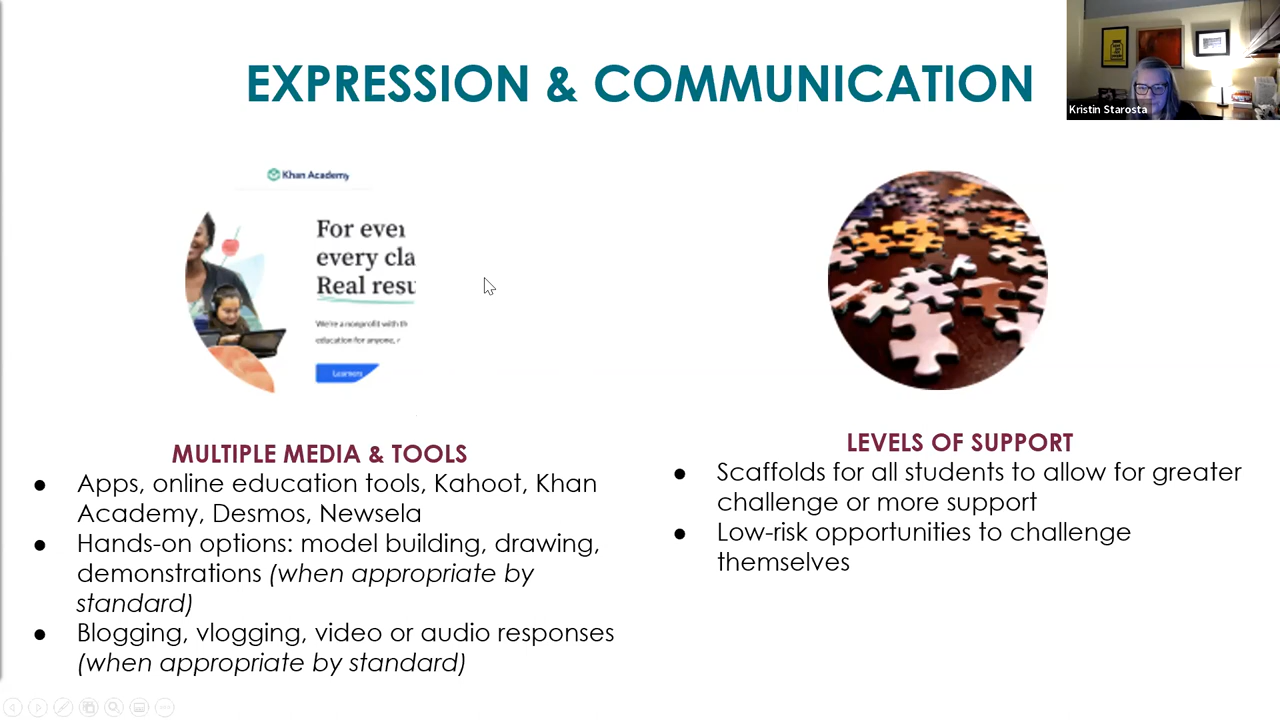 EXPRESSION & COMMUNICATION
Kristin Starosta
Khan Academy
For ever
every cla
Real resu
We're a nonprofit with th
education for anyone,
Learners
MULTIPLE MEDIA & TOOLS
● Apps, online education tools, Kahoot, Khan
Academy, Desmos, Newsela
● Hands-on options: model building, drawing,
demonstrations (when appropriate by
standard)
● Blogging, vlogging, video or audio responses
(when appropriate by standard)
LEVELS OF SUPPORT
● Scaffolds for all students to allow for greater
challenge or more support
● Low-risk opportunities to challenge
themselves